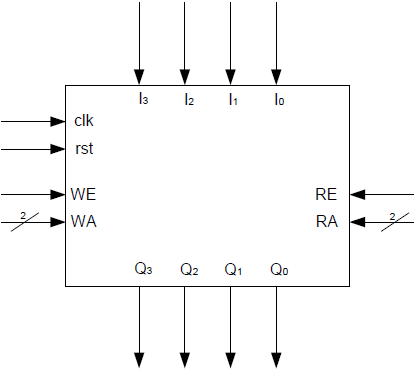 I3 I2 I1 I0
clk
rst
WE RE
2 WA RA 2
Q3 Q2 Q1 Q0